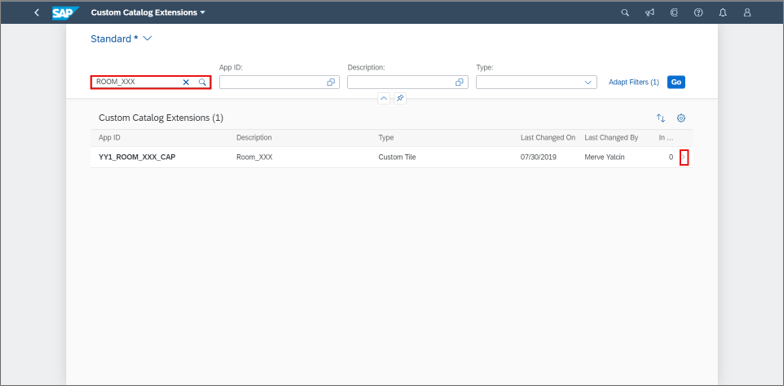 SAP Custom Catalog Extensions
Standard *
App ID: Description: Type:
ROOM_XXX Adapt Filters (1) Go
Custom Catalog Extensions (1)
App ID Description Type Last Changed On Last Changed By In ...
YY1_ROOM_XXX_CAP Room_XXX Custom Tile 07/30/2019 Merve Yalcin 0